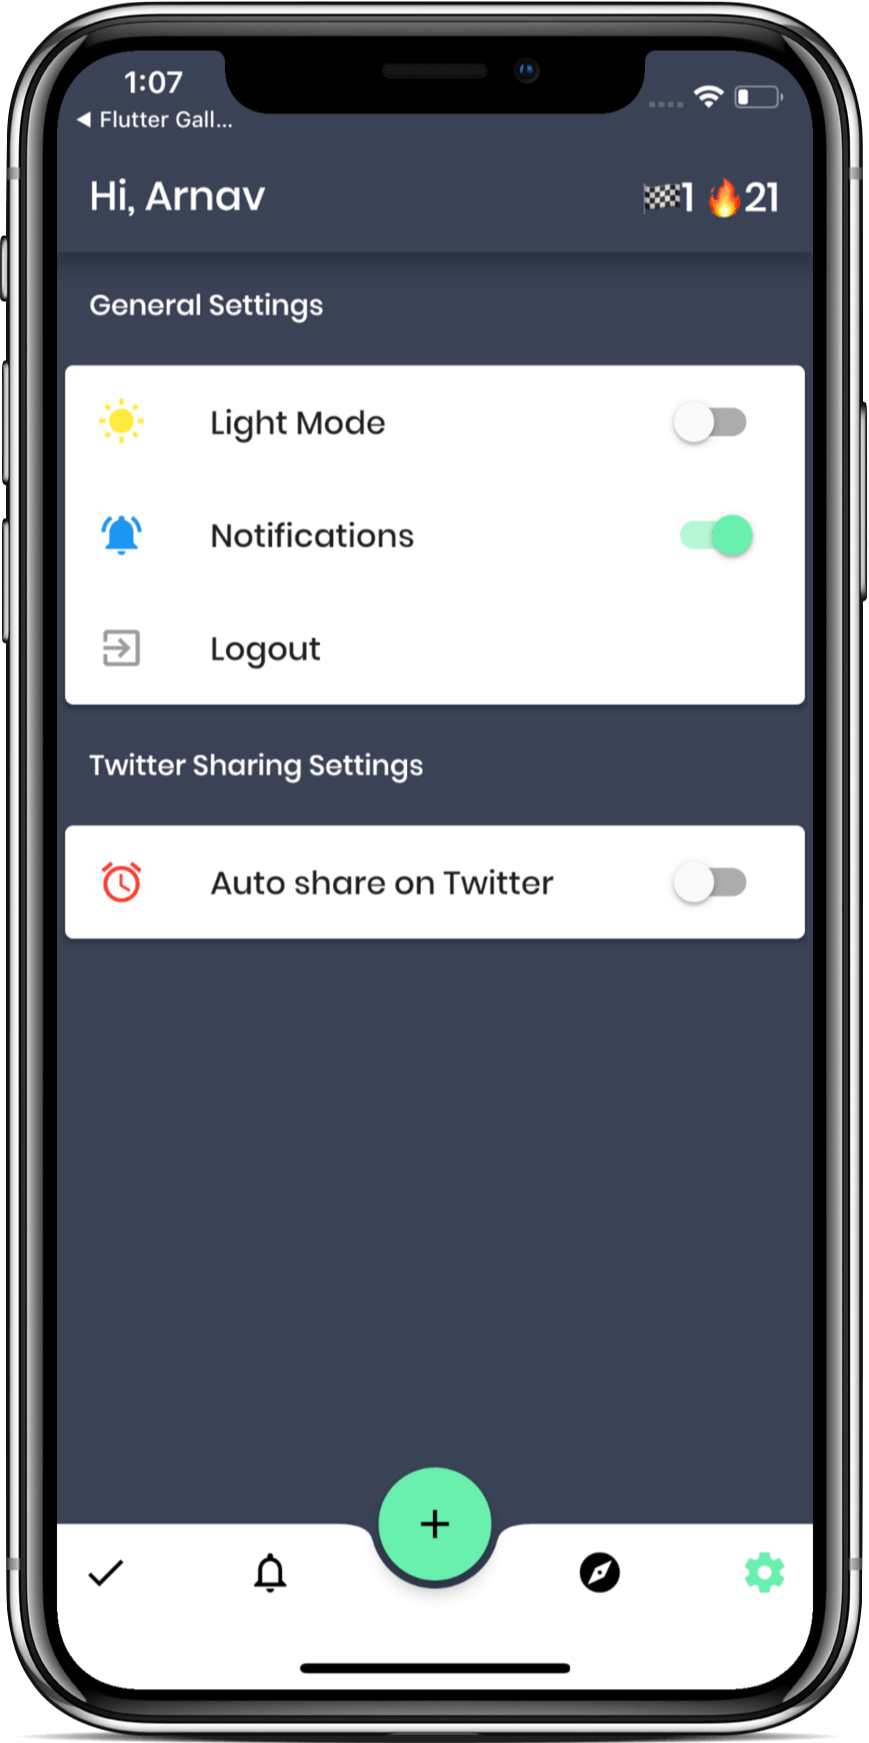 1:07
◀ Flutter Gall...
Hi, Arnav
🏁1 🔥21
General Settings
Light Mode
Notifications
Logout
Twitter Sharing Settings
Auto share on Twitter